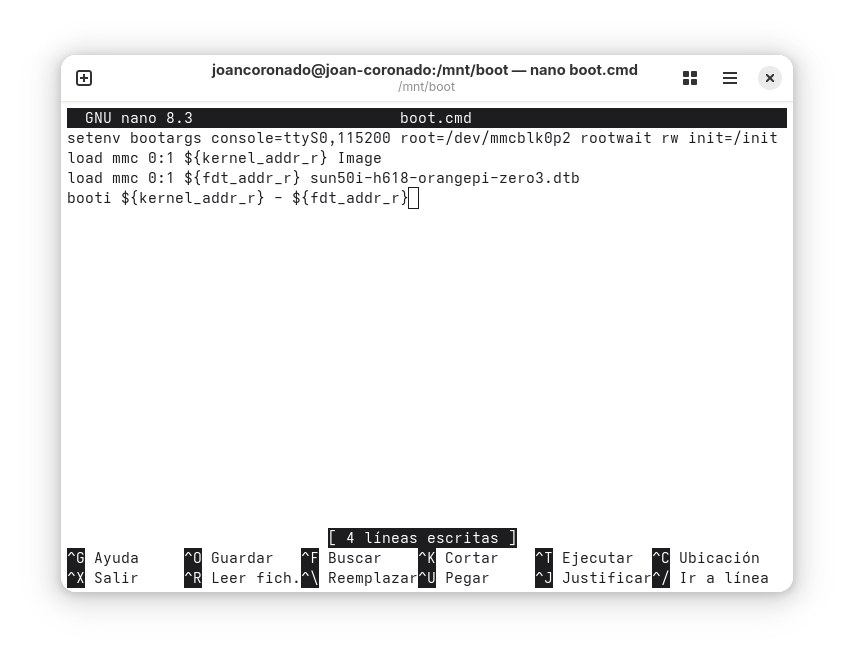 joancoronado@joan-coronado:/mnt/boot — nano boot.cmd
/mnt/boot
GNU nano 8.3 boot.cmd
setenv bootargs console=ttyS0,115200 root=/dev/mmcblk0p2 rootwait rw init=/init
load mmc 0:1 ${kernel_addr_r} Image
load mmc 0:1 ${fdt_addr_r} sun50i-h618-orangepi-zero3.dtb
booti ${kernel_addr_r} - ${fdt_addr_r}
[ 4 líneas escritas ]
^G Ayuda ^O Guardar ^F Buscar ^K Cortar ^T Ejecutar ^C Ubicación
^X Salir ^R Leer fich. ^\ Reemplazar ^U Pegar ^J Justificar ^/ Ir a línea